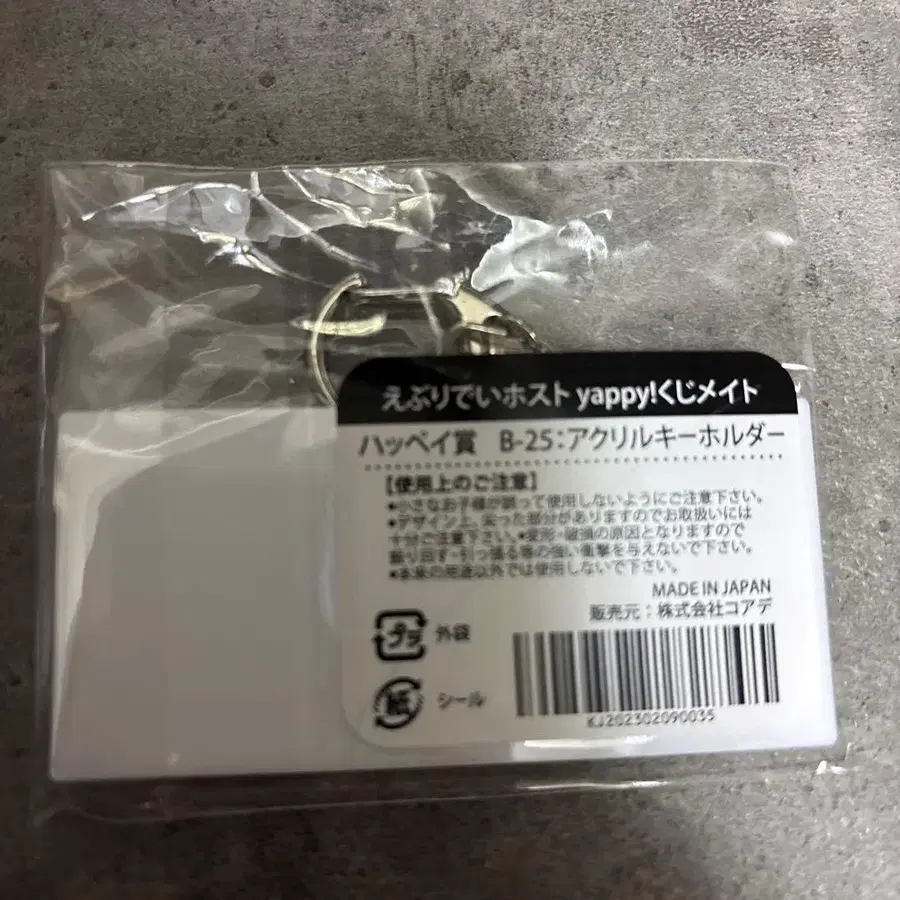 えぶりでいホスト yappy!くじメイト
ハッペイ賞 B-25:アクリルキーホルダー
【使用上のご注意】
●小さなお子様が誤って使用しないようにご注意下さい。
●デザイン上、尖った部分がありますのでお取扱いには
十分ご注意下さい。●変形・破損の原因となりますので
振り回す・引っ張る等の強い衝撃を与えないで下さい。
●本来の用途以外では使用しないで下さい。
MADE IN JAPAN
販売元:株式会社コアデ
プラ 外袋
紙 シール
KJ202302090035